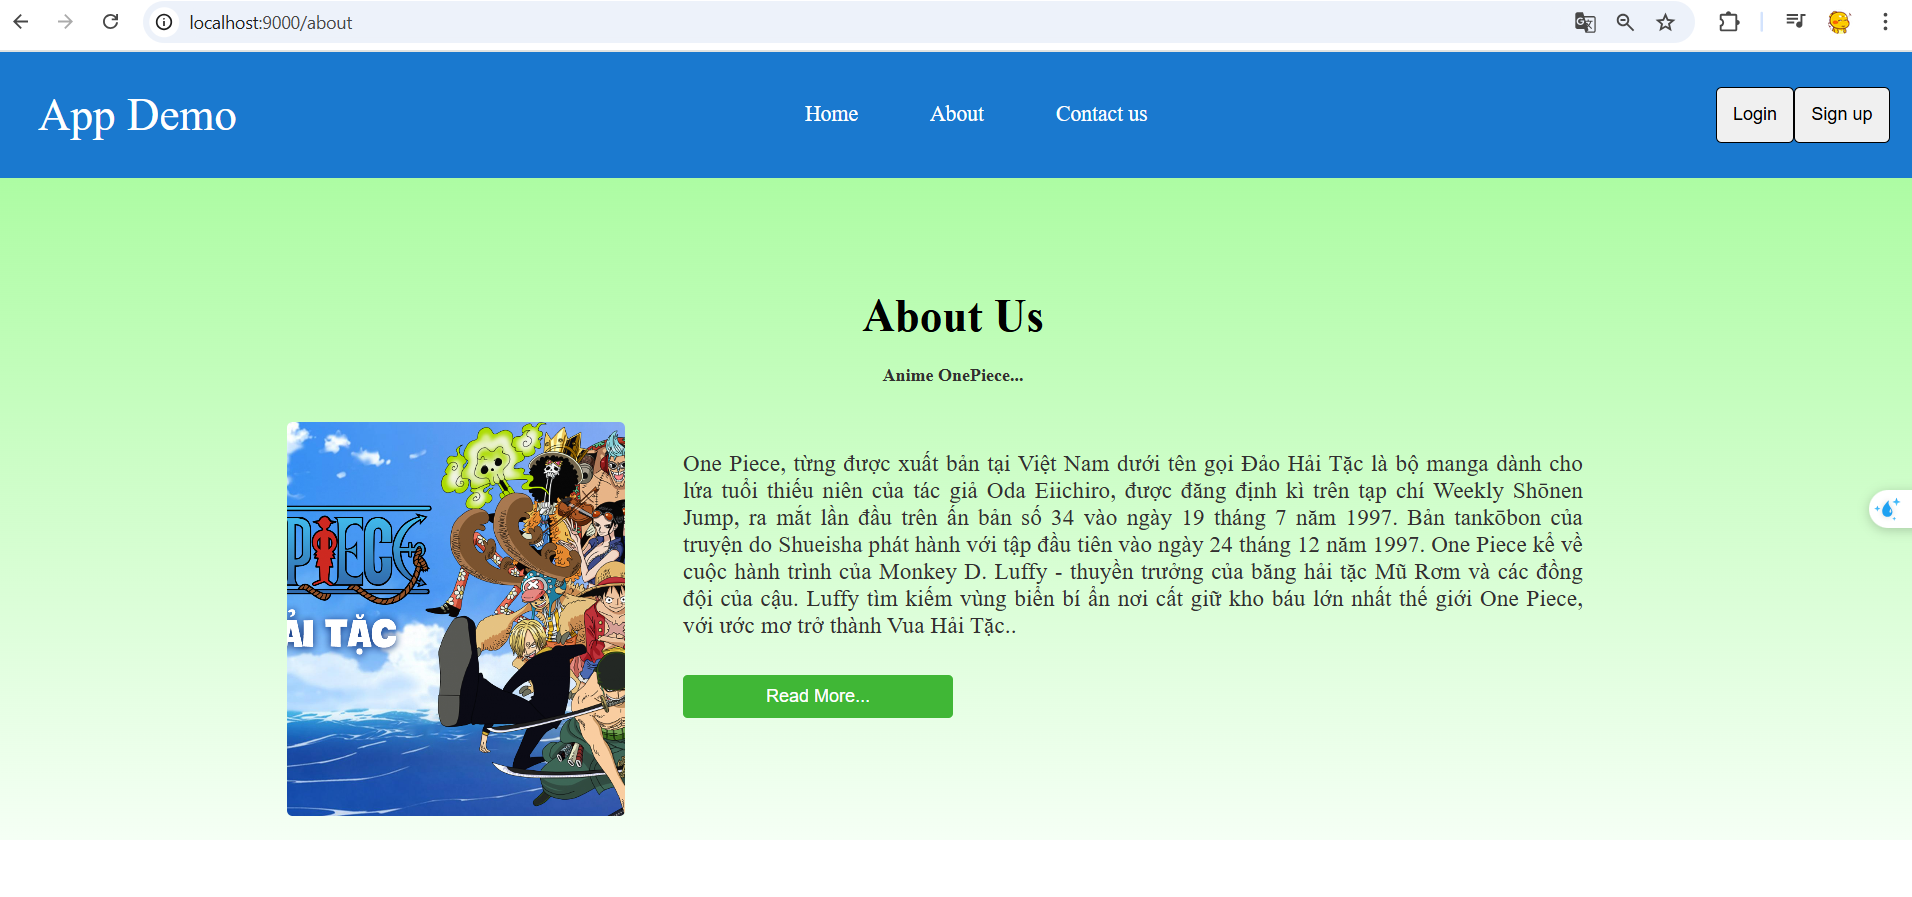 localhost:9000/about
App Demo
Home
About
Contact us
Login
Sign up
About Us
Anime OnePiece...
PIECE
ẢI TẶC
One Piece, từng được xuất bản tại Việt Nam dưới tên gọi Đảo Hải Tặc là bộ manga dành cho
lứa tuổi thiếu niên của tác giả Oda Eiichiro, được đăng định kì trên tạp chí Weekly Shōnen
Jump, ra mắt lần đầu trên ấn bản số 34 vào ngày 19 tháng 7 năm 1997. Bản tankōbon của
truyện do Shueisha phát hành với tập đầu tiên vào ngày 24 tháng 12 năm 1997. One Piece kể về
cuộc hành trình của Monkey D. Luffy - thuyền trưởng của băng hải tặc Mũ Rơm và các đồng
đội của cậu. Luffy tìm kiếm vùng biển bí ẩn nơi cất giữ kho báu lớn nhất thế giới One Piece,
với ước mơ trở thành Vua Hải Tặc..
Read More...